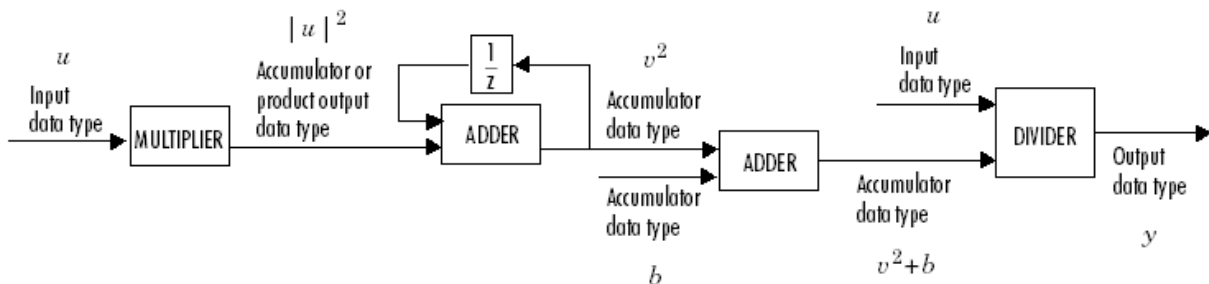 u
Input
data type
MULTIPLIER
|u|²
Accumulator or
product output
data type
1
z
ADDER
v²
Accumulator
data type
Accumulator
data type
b
ADDER
Accumulator
data type
v²+b
u
Input
data type
DIVIDER
Output
data type
y